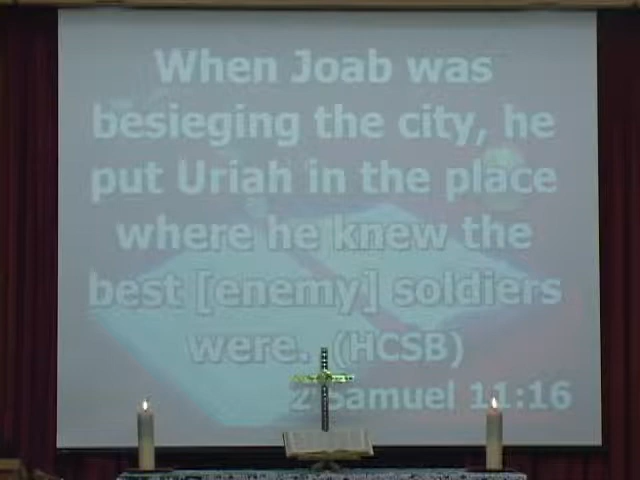 When Joab was
besieging the city, he
put Uriah in the place
where he knew the
best [enemy] soldiers
were. (HCSB)
2 Samuel 11:16